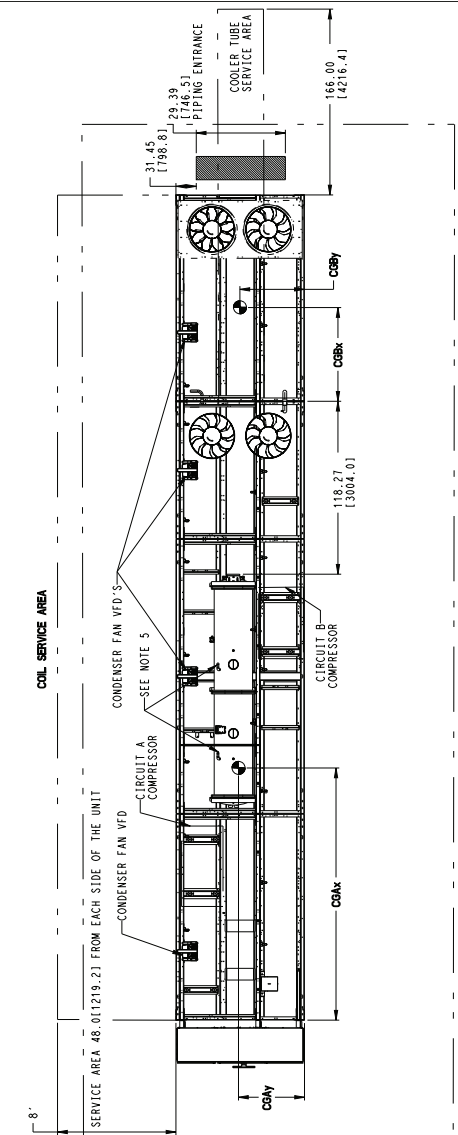 COIL SERVICE AREA
8'
SERVICE AREA 48.0[1219.2] FROM EACH SIDE OF THE UNIT
CONDENSER FAN VFD
CIRCUIT A
COMPRESSOR
SEE NOTE 5
CONDENSER FAN VFD'S
31.45
[798.8]
29.39
[746.5]
PIPING ENTRANCE
COOLER TUBE
SERVICE AREA
166.00
[4216.4]
CGBy
CGBx
118.27
[3004.0]
CIRCUIT B
COMPRESSOR
CGAx
CGAy